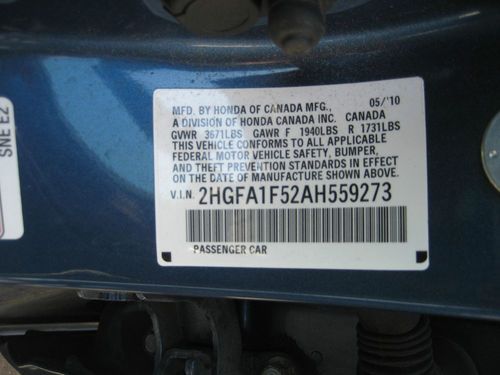 MFD. BY HONDA OF CANADA MFG., 05/'10
A DIVISION OF HONDA CANADA INC. CANADA
GVWR 3671LBS GAWR F 1940LBS R 1731LBS
THIS VEHICLE CONFORMS TO ALL APPLICABLE
FEDERAL MOTOR VEHICLE SAFETY, BUMPER,
AND THEFT PREVENTION STANDARDS IN EFFECT
ON THE DATE OF MANUFACTURE SHOWN ABOVE.
V.I.N. 2HGFA1F52AH559273
PASSENGER CAR
SNE EZ